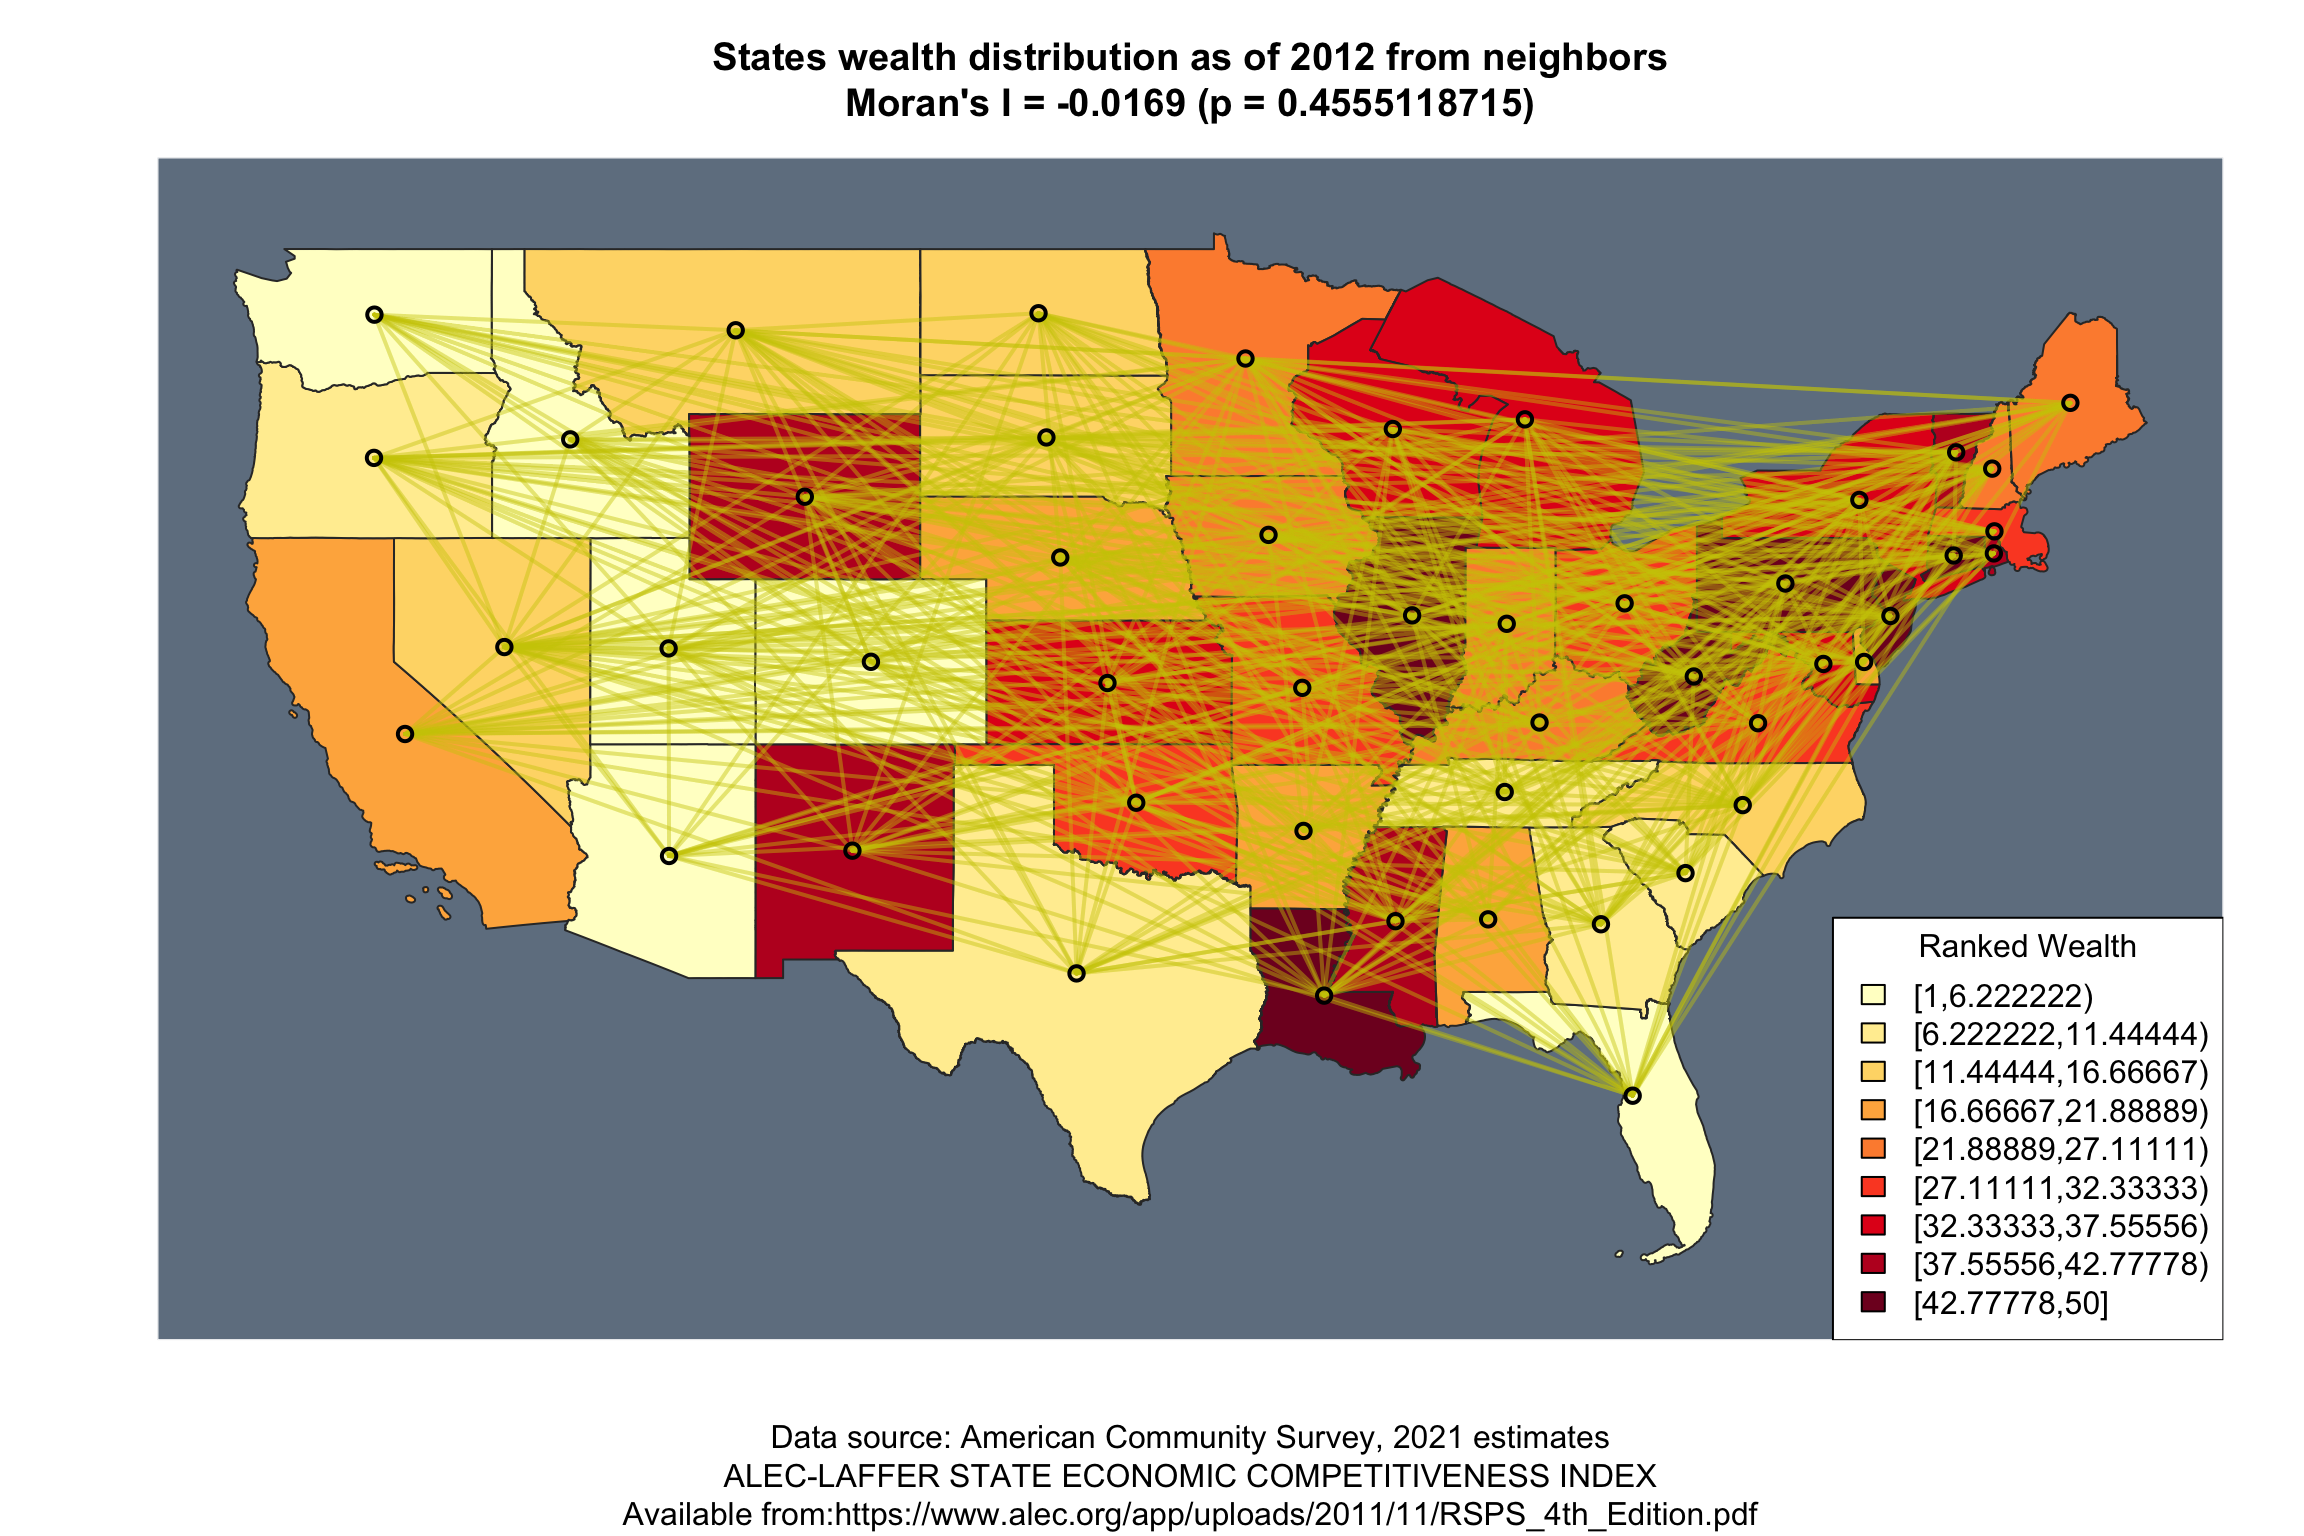 States wealth distribution as of 2012 from neighbors
Moran's I = -0.0169 (p = 0.4555118715)
Ranked Wealth
[1,6.222222)
[6.222222,11.44444)
[11.44444,16.66667)
[16.66667,21.88889)
[21.88889,27.11111)
[27.11111,32.33333)
[32.33333,37.55556)
[37.55556,42.77778)
[42.77778,50]
Data source: American Community Survey, 2021 estimates
ALEC-LAFFER STATE ECONOMIC COMPETITIVENESS INDEX
Available from:https://www.alec.org/app/uploads/2011/11/RSPS_4th_Edition.pdf